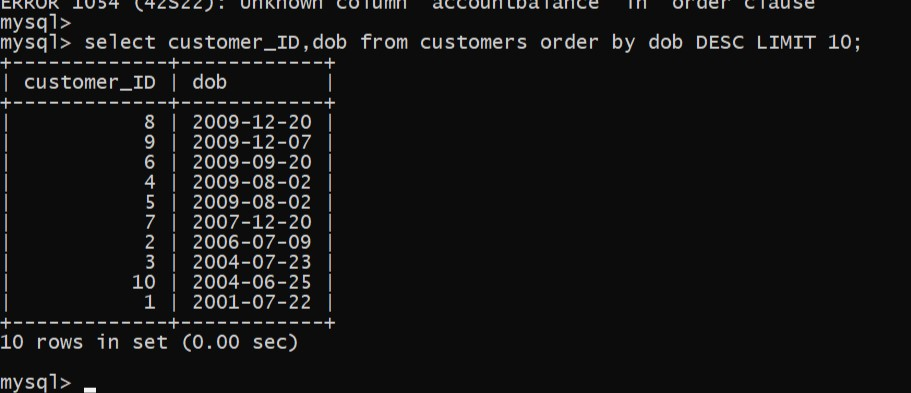 ERROR 1054 (42S22): Unknown column 'accountbalance' in 'order clause'
mysql>
mysql> select customer_ID,dob from customers order by dob DESC LIMIT 10;
+-------------+------------+
| customer_ID | dob        |
+-------------+------------+
|           8 | 2009-12-20 |
|           9 | 2009-12-07 |
|           6 | 2009-09-20 |
|           4 | 2009-08-02 |
|           5 | 2009-08-02 |
|           7 | 2007-12-20 |
|           2 | 2006-07-09 |
|           3 | 2004-07-23 |
|          10 | 2004-06-25 |
|           1 | 2001-07-22 |
+-------------+------------+
10 rows in set (0.00 sec)
mysql>